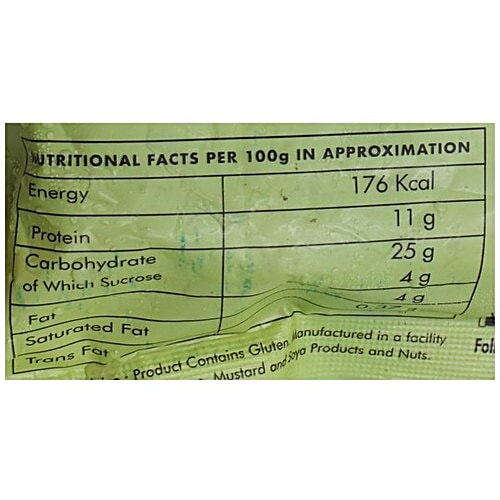 NUTRITIONAL FACTS PER 100g IN APPROXIMATION
Energy 176 Kcal
Protein 11 g
Carbohydrate 25 g
of Which Sucrose 4 g
Fat 4 g
Saturated Fat
Trans Fat
Product Contains Gluten. Manufactured in a facility
Mustard and Soya Products and Nuts.
Foll